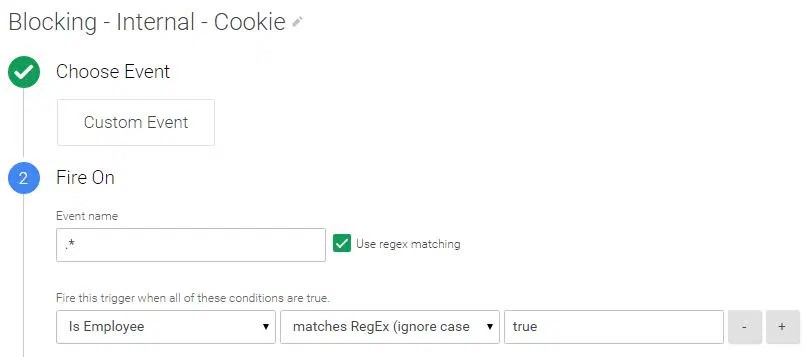 Blocking - Internal - Cookie
Choose Event
Custom Event
2 Fire On
Event name
.* Use regex matching
Fire this trigger when all of these conditions are true.
Is Employee matches RegEx (ignore case true - +